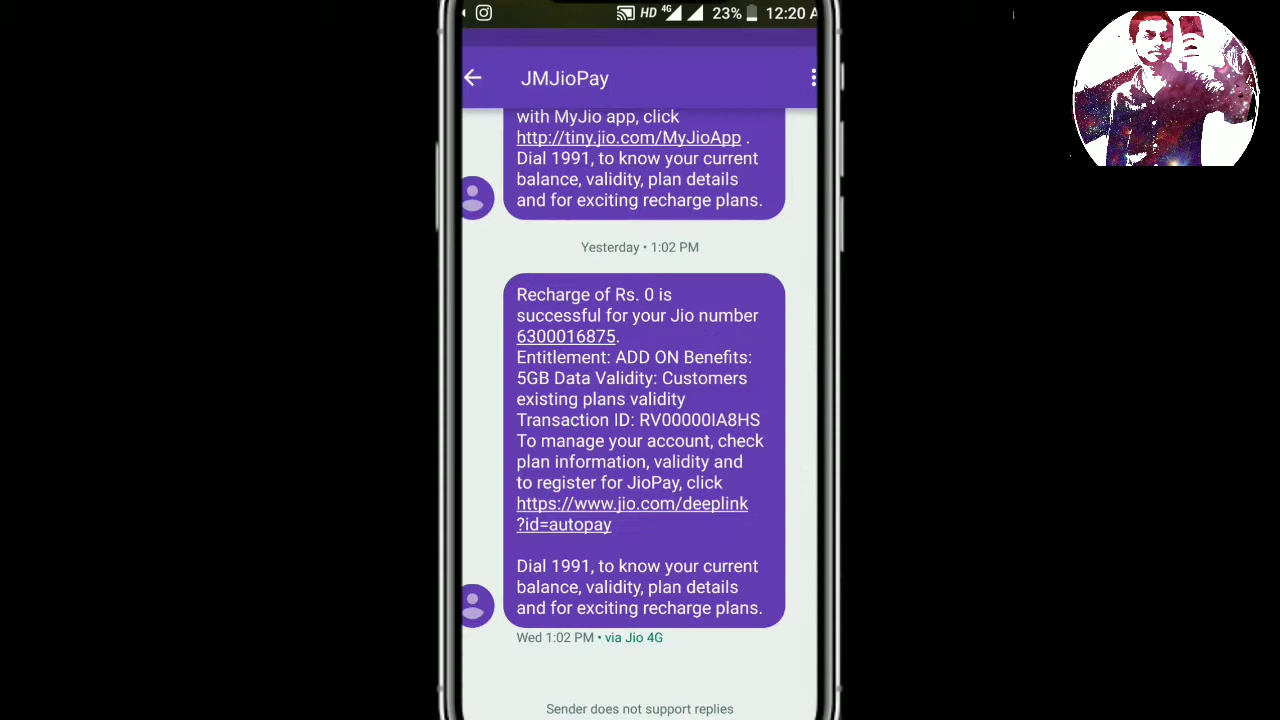 HD 4G 23% 12:20 A
JMJioPay
with MyJio app, click
http://tiny.jio.com/MyJioApp .
Dial 1991, to know your current
balance, validity, plan details
and for exciting recharge plans.
Yesterday • 1:02 PM
Recharge of Rs. 0 is
successful for your Jio number
6300016875.
Entitlement: ADD ON Benefits:
5GB Data Validity: Customers
existing plans validity
Transaction ID: RV00000IA8HS
To manage your account, check
plan information, validity and
to register for JioPay, click
https://www.jio.com/deeplink
?id=autopay
Dial 1991, to know your current
balance, validity, plan details
and for exciting recharge plans.
Wed 1:02 PM • via Jio 4G
Sender does not support replies